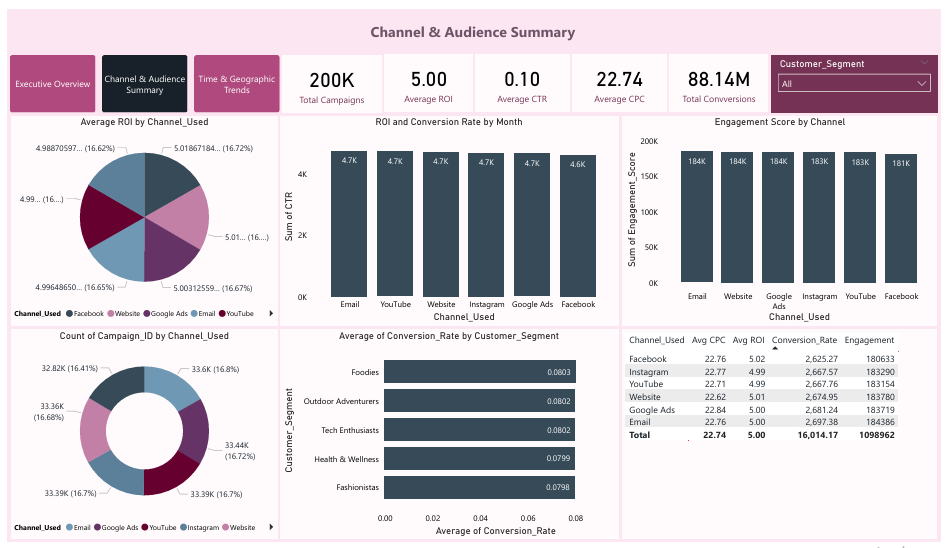 Channel & Audience Summary
Executive Overview
Channel & Audience
Summary
Time & Geographic
Trends
200K
Total Campaigns
5.00
Average ROI
0.10
Average CTR
22.74
Average CPC
88.14M
Total Convversions
Customer_Segment
All
Average ROI by Channel_Used
4.98870597... (16.62%)
5.01867184... (16.72%)
4.99... (16....)
5.01... (16....)
4.99648650... (16.65%)
5.00312559... (16.67%)
Channel_Used Facebook Website Google Ads Email YouTube
ROI and Conversion Rate by Month
Sum of CTR
4K
2K
0K
4.7K 4.7K 4.7K 4.7K 4.7K 4.6K
Email YouTube Website Instagram Google Ads Facebook
Channel_Used
Engagement Score by Channel
Sum of Engagement_Score
200K
150K
100K
50K
0K
184K 184K 184K 183K 183K 181K
Email Website Google Ads Instagram YouTube Facebook
Channel_Used
Count of Campaign_ID by Channel_Used
32.82K (16.41%)
33.6K (16.8%)
33.36K
(16.68%)
33.44K
(16.72%)
33.39K (16.7%)
33.39K (16.7%)
Channel_Used Email Google Ads YouTube Instagram Website
Average of Conversion_Rate by Customer_Segment
Customer_Segment
Foodies 0.0803
Outdoor Adventurers 0.0802
Tech Enthusiasts 0.0802
Health & Wellness 0.0799
Fashionistas 0.0798
0.00 0.02 0.04 0.06 0.08
Average of Conversion_Rate
Channel_Used Avg CPC Avg ROI Conversion_Rate Engagement
Facebook 22.76 5.02 2,625.27 180633
Instagram 22.77 4.99 2,667.57 183290
YouTube 22.71 4.99 2,667.76 183154
Website 22.62 5.01 2,674.95 183780
Google Ads 22.84 5.00 2,681.24 183719
Email 22.76 5.00 2,697.38 184386
Total 22.74 5.00 16,014.17 1098962